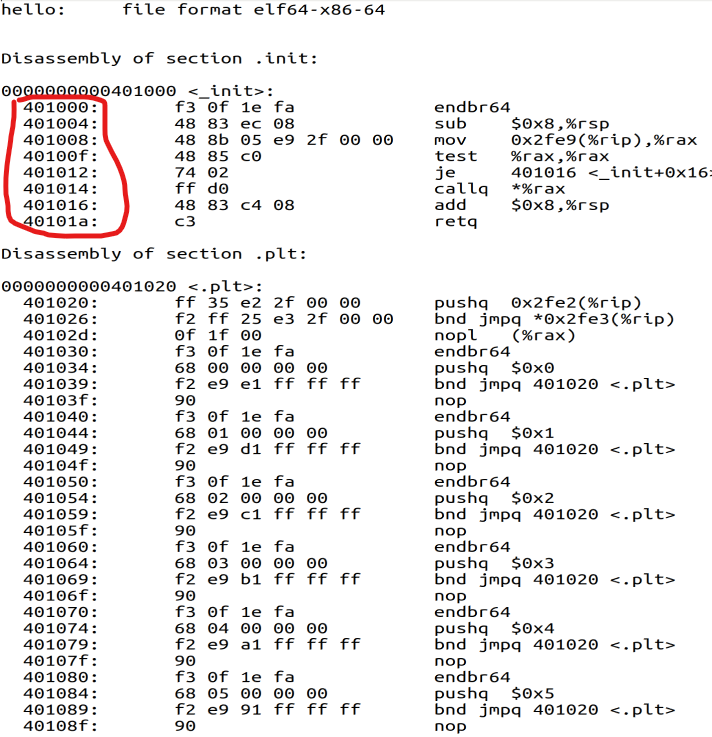 hello:     file format elf64-x86-64
Disassembly of section .init:
0000000000401000 <_init>:
401000:  f3 0f 1e fa  endbr64
401004:  48 83 ec 08  sub  $0x8,%rsp
401008:  48 8b 05 e9 2f 00 00  mov  0x2fe9(%rip),%rax
40100f:  48 85 c0  test  %rax,%rax
401012:  74 02  je  401016 <_init+0x16>
401014:  ff d0  callq  *%rax
401016:  48 83 c4 08  add  $0x8,%rsp
40101a:  c3  retq
Disassembly of section .plt:
0000000000401020 <.plt>:
401020:  ff 35 e2 2f 00 00  pushq  0x2fe2(%rip)
401026:  f2 ff 25 e3 2f 00 00  bnd jmpq *0x2fe3(%rip)
40102d:  0f 1f 00  nopl  (%rax)
401030:  f3 0f 1e fa  endbr64
401034:  68 00 00 00 00  pushq  $0x0
401039:  f2 e9 e1 ff ff ff  bnd jmpq 401020 <.plt>
40103f:  90  nop
401040:  f3 0f 1e fa  endbr64
401044:  68 01 00 00 00  pushq  $0x1
401049:  f2 e9 d1 ff ff ff  bnd jmpq 401020 <.plt>
40104f:  90  nop
401050:  f3 0f 1e fa  endbr64
401054:  68 02 00 00 00  pushq  $0x2
401059:  f2 e9 c1 ff ff ff  bnd jmpq 401020 <.plt>
40105f:  90  nop
401060:  f3 0f 1e fa  endbr64
401064:  68 03 00 00 00  pushq  $0x3
401069:  f2 e9 b1 ff ff ff  bnd jmpq 401020 <.plt>
40106f:  90  nop
401070:  f3 0f 1e fa  endbr64
401074:  68 04 00 00 00  pushq  $0x4
401079:  f2 e9 a1 ff ff ff  bnd jmpq 401020 <.plt>
40107f:  90  nop
401080:  f3 0f 1e fa  endbr64
401084:  68 05 00 00 00  pushq  $0x5
401089:  f2 e9 91 ff ff ff  bnd jmpq 401020 <.plt>
40108f:  90  nop